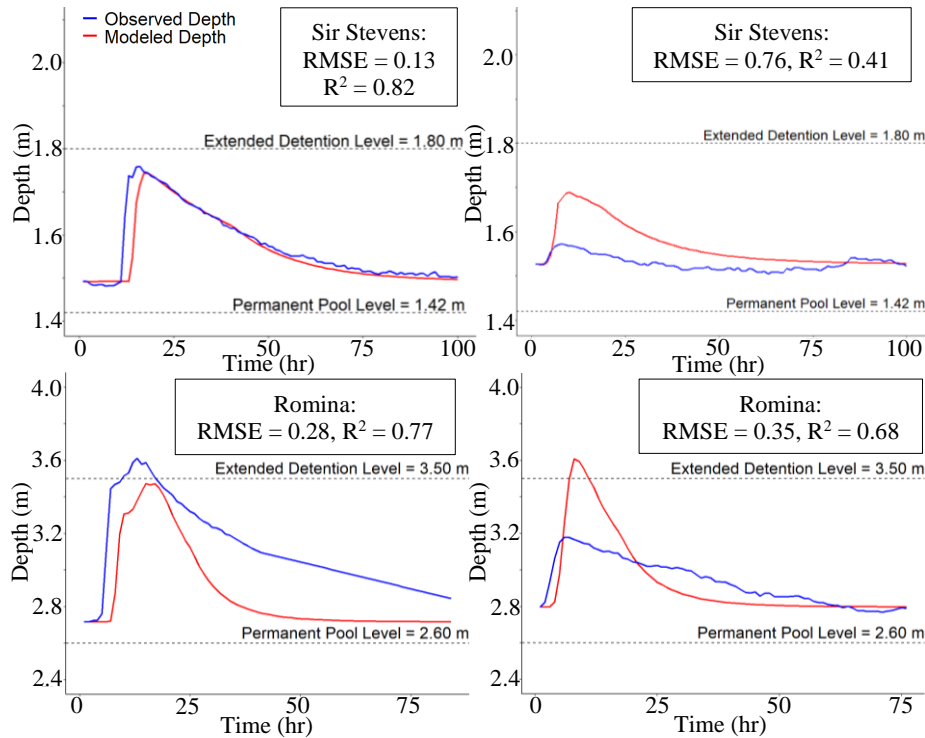 Observed Depth
Modeled Depth
Sir Stevens:
RMSE = 0.13
R² = 0.82
Extended Detention Level = 1.80 m
Permanent Pool Level = 1.42 m
Depth (m)
2.0
1.8
1.6
1.4
0
25
50
75
100
Time (hr)
Sir Stevens:
RMSE = 0.76, R² = 0.41
Extended Detention Level = 1.80 m
Permanent Pool Level = 1.42 m
Depth (m)
2.0
1.8
1.6
1.4
0
25
50
75
100
Time (hr)
Romina:
RMSE = 0.28, R² = 0.77
Extended Detention Level = 3.50 m
Permanent Pool Level = 2.60 m
Depth (m)
4.0
3.6
3.2
2.8
2.4
0
25
50
75
Time (hr)
Romina:
RMSE = 0.35, R² = 0.68
Extended Detention Level = 3.50 m
Permanent Pool Level = 2.60 m
Depth (m)
4.0
3.6
3.2
2.8
2.4
0
25
50
75
Time (hr)